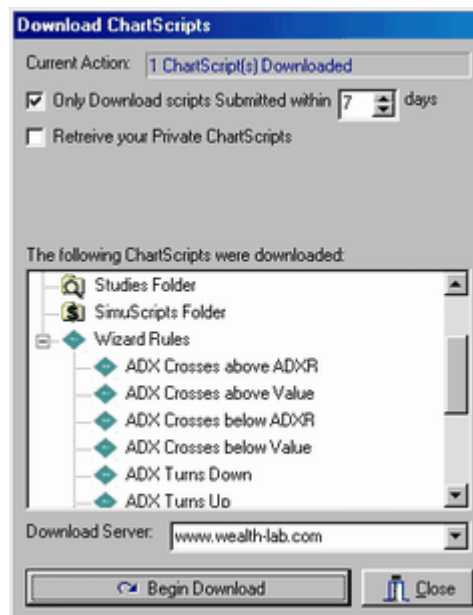 Download ChartScripts
Current Action: 1 ChartScript(s) Downloaded
Only Download scripts Submitted within 7 days
Retreive your Private ChartScripts
The following ChartScripts were downloaded:
Studies Folder
SimuScripts Folder
Wizard Rules
ADX Crosses above ADXR
ADX Crosses above Value
ADX Crosses below ADXR
ADX Crosses below Value
ADX Turns Down
ADX Turns Up
Download Server: www.wealth-lab.com
Begin Download Close